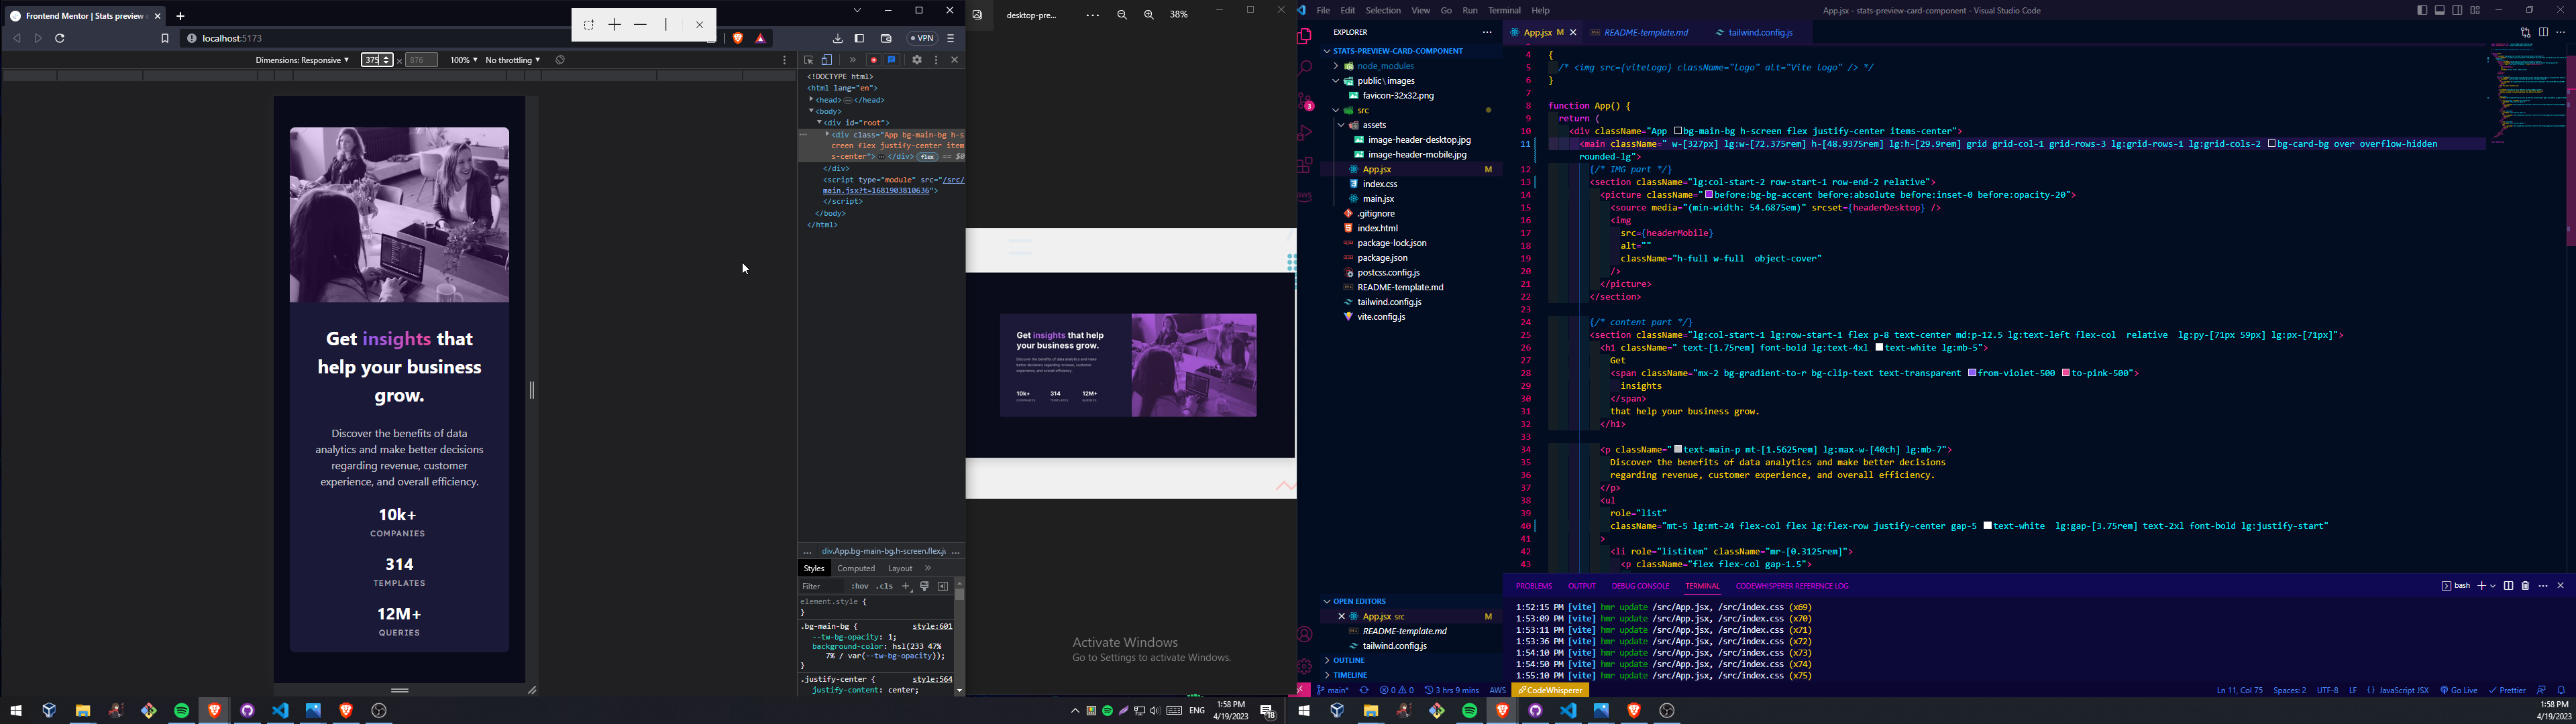 Frontend Mentor | Stats preview c
localhost:5173
VPN
Dimensions: Responsive
375
×
876
100%
No throttling
<!DOCTYPE html>
<html lang="en">
<head>
</head>
<body>
<div id="root">
<div class="App bg-main-bg h-s
creen flex justify-center item
s-center">
</div>
flex
== $0
</div>
<script type="module" src="/src/
main.jsx?t=1681903810636">
</script>
</body>
</html>
Get insights that
help your business
grow.
Discover the benefits of data
analytics and make better decisions
regarding revenue, customer
experience, and overall efficiency.
10k+
COMPANIES
314
TEMPLATES
12M+
QUERIES
div.App.bg-main-bg.h-screen.flex.ju
Styles
Computed
Layout
Filter
:hov
.cls
element.style {
}
.bg-main-bg {
style:601
--tw-bg-opacity: 1;
background-color: hsl(233 47%
7% / var(--tw-bg-opacity));
}
.justify-center {
style:564
justify-content: center;
desktop-pre...
38%
Get insights that help
your business grow.
Discover the benefits of data analytics and make
better decisions regarding revenue, customer
experience, and overall efficiency.
10k+
314
12M+
COMPANIES
TEMPLATES
QUERIES
Activate Windows
Go to Settings to activate Windows.
ENG
1:58 PM
4/19/2023
18
File
Edit
Selection
View
Go
Run
Terminal
Help
App.jsx - stats-preview-card-component - Visual Studio Code
EXPLORER
STATS-PREVIEW-CARD-COMPONENT
node_modules
public \ images
favicon-32x32.png
src
assets
image-header-desktop.jpg
image-header-mobile.jpg
App.jsx
M
index.css
main.jsx
.gitignore
index.html
package-lock.json
package.json
postcss.config.js
README-template.md
tailwind.config.js
vite.config.js
OPEN EDITORS
App.jsx src
M
README-template.md
tailwind.config.js
OUTLINE
TIMELINE
3
App.jsx M
README-template.md
tailwind.config.js
4 {
5 /* <img src={viteLogo} className="logo" alt="Vite logo" /> */
6 }
7
8 function App() {
9 return (
10 <div className="App bg-main-bg h-screen flex justify-center items-center">
11 <main className=" w-[327px] lg:w-[72.375rem] h-[48.9375rem] lg:h-[29.9rem] grid grid-col-1 grid-rows-3 lg:grid-rows-1 lg:grid-cols-2 bg-card-bg over overflow-hidden
rounded-lg">
12 {/* IMG part */}
13 <section className="lg:col-start-2 row-start-1 row-end-2 relative">
14 <picture className="before:bg-bg-accent before:absolute before:inset-0 before:opacity-20">
15 <source media="(min-width: 54.6875em)" srcset={headerDesktop} />
16 <img
17 src={headerMobile}
18 alt=""
19 className="h-full w-full  object-cover"
20 />
21 </picture>
22 </section>
23
24 {/* content part */}
25 <section className="lg:col-start-1 lg:row-start-1 flex p-8 text-center md:p-12.5 lg:text-left flex-col  relative  lg:py-[71px 59px] lg:px-[71px]">
26 <h1 className=" text-[1.75rem] font-bold lg:text-4xl text-white lg:mb-5">
27 Get
28 <span className="mx-2 bg-gradient-to-r bg-clip-text text-transparent from-violet-500 to-pink-500">
29 insights
30 </span>
31 that help your business grow.
32 </h1>
33
34 <p className=" text-main-p mt-[1.5625rem] lg:max-w-[40ch] lg:mb-7">
35 Discover the benefits of data analytics and make better decisions
36 regarding revenue, customer experience, and overall efficiency.
37 </p>
38 <ul
39 role="list"
40 className="mt-5 lg:mt-24 flex-col flex lg:flex-row justify-center gap-5 text-white  lg:gap-[3.75rem] text-2xl font-bold lg:justify-start"
41 >
42 <li role="listitem" className="mr-[0.3125rem]">
43 <p className="flex flex-col gap-1.5">
PROBLEMS
OUTPUT
DEBUG CONSOLE
TERMINAL
CODEWHISPERER REFERENCE LOG
bash
1:52:15 PM [vite] hmr update /src/App.jsx, /src/index.css (x69)
1:53:09 PM [vite] hmr update /src/App.jsx, /src/index.css (x70)
1:53:11 PM [vite] hmr update /src/App.jsx, /src/index.css (x71)
1:53:36 PM [vite] hmr update /src/App.jsx, /src/index.css (x72)
1:54:10 PM [vite] hmr update /src/App.jsx, /src/index.css (x73)
1:54:50 PM [vite] hmr update /src/App.jsx, /src/index.css (x74)
1:55:10 PM [vite] hmr update /src/App.jsx, /src/index.css (x75)
main*
0
0
3 hrs 9 mins
AWS
CodeWhisperer
Ln 11, Col 75
Spaces: 2
UTF-8
LF
{} JavaScript JSX
Go Live
Prettier
1:58 PM
4/19/2023